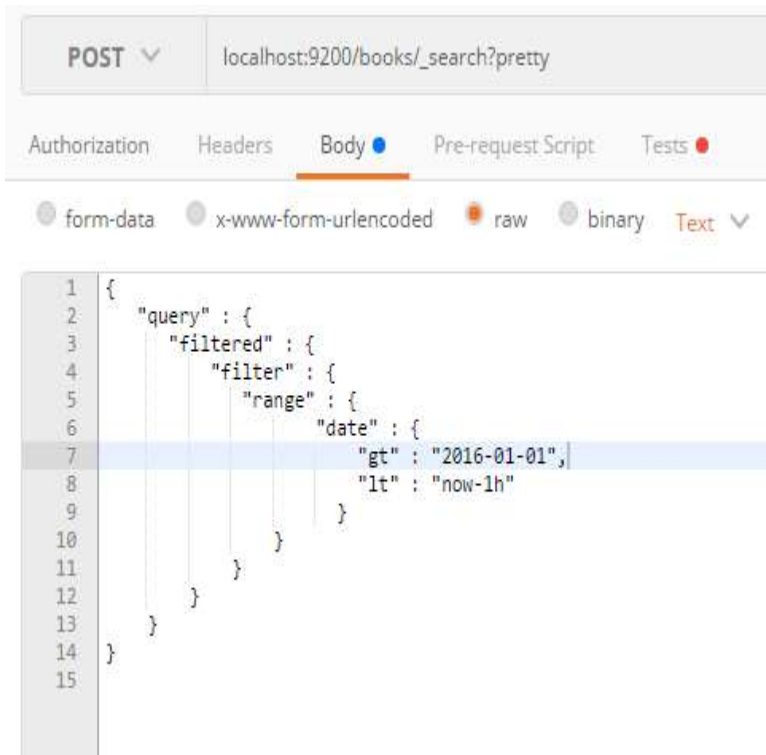 POST localhost:9200/books/_search?pretty
Authorization Headers Body Pre-request Script Tests
form-data x-www-form-urlencoded raw binary Text
1 {
2 "query" : {
3 "filtered" : {
4 "filter" : {
5 "range" : {
6 "date" : {
7 "gt" : "2016-01-01",
8 "lt" : "now-1h"
9 }
10 }
11 }
12 }
13 }
14 }
15